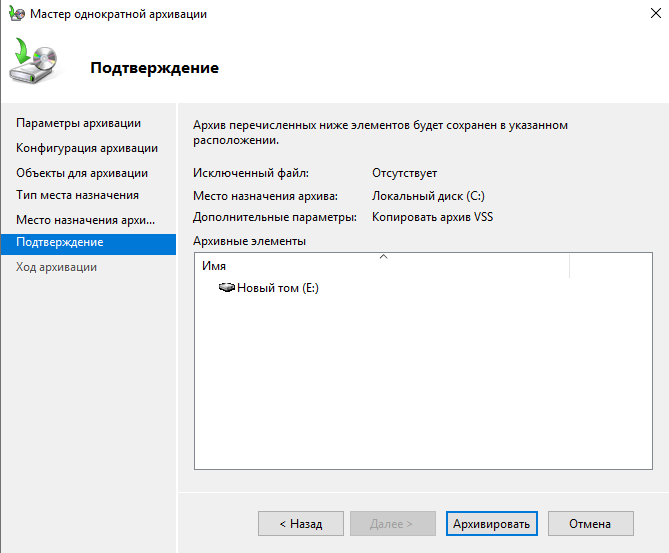 Мастер однократной архивации
Подтверждение
Параметры архивации
Конфигурация архивации
Объекты для архивации
Тип места назначения
Место назначения архи...
Подтверждение
Ход архивации
Архив перечисленных ниже элементов будет сохранен в указанном
расположении.
Исключенный файл: Отсутствует
Место назначения архива: Локальный диск (C:)
Дополнительные параметры: Копировать архив VSS
Архивные элементы
Имя
Новый том (E:)
< Назад Далее > Архивировать Отмена